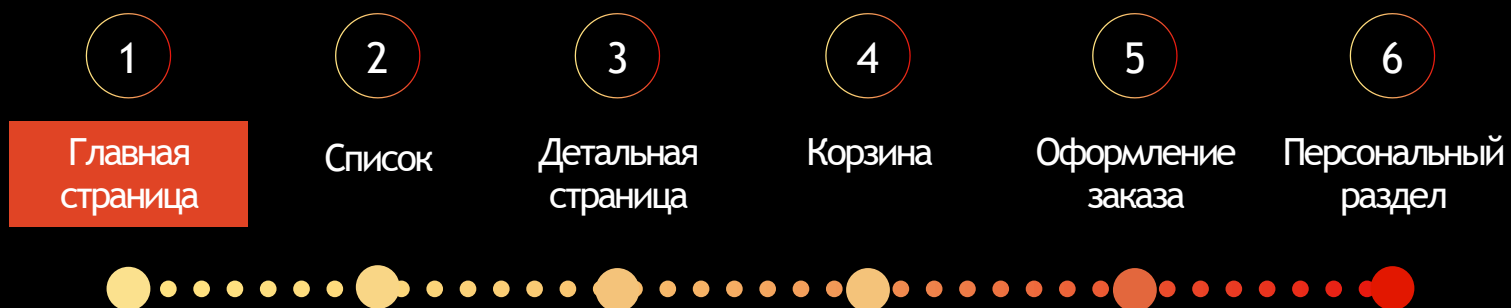 1
2
3
4
5
6
Главная
страница
Список
Детальная
страница
Корзина
Оформление
заказа
Персональный
раздел